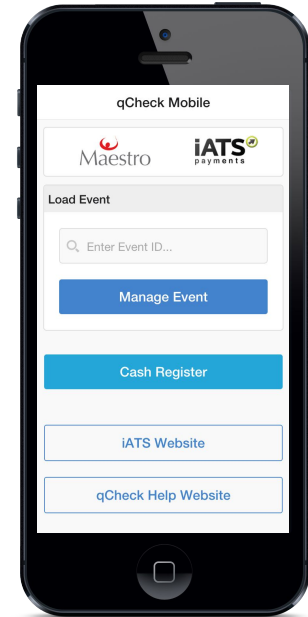 qCheck Mobile
Maestro
iATS
payments
Load Event
Enter Event ID...
Manage Event
Cash Register
iATS Website
qCheck Help Website